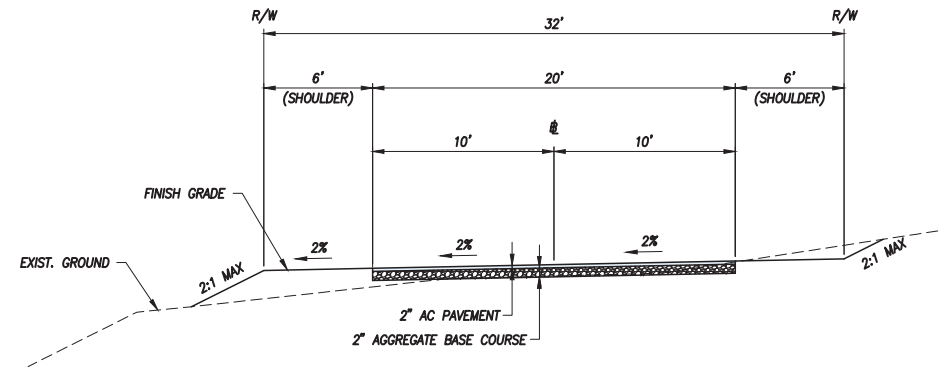 R/W
R/W
32'
6'
20'
6'
(SHOULDER)
(SHOULDER)
10'
10'
FINISH GRADE
2%
2%
2%
EXIST. GROUND
2:1 MAX
2:1 MAX
2" AC PAVEMENT
2" AGGREGATE BASE COURSE